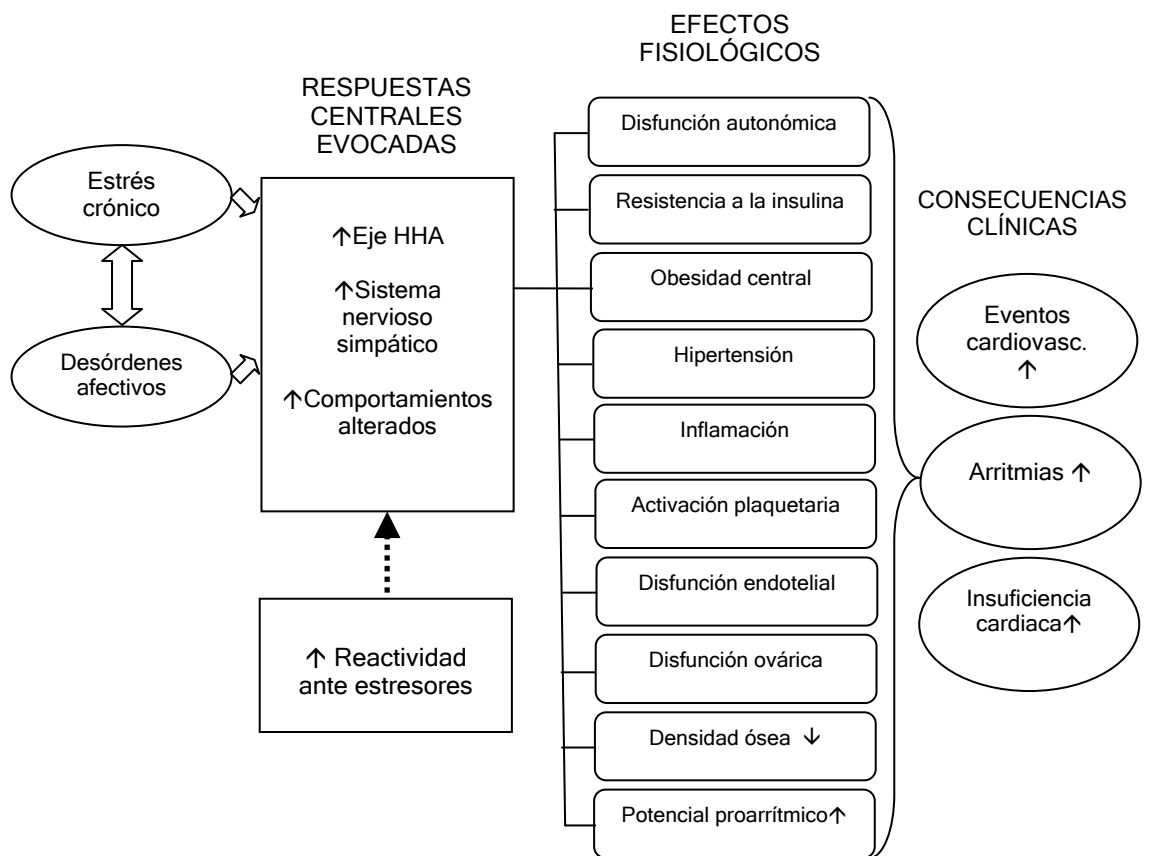 EFECTOS
FISIOLÓGICOS
RESPUESTAS
CENTRALES
EVOCADAS
CONSECUENCIAS
CLÍNICAS
Estrés
crónico
Desórdenes
afectivos
↑Eje HHA
↑Sistema
nervioso
simpático
↑Comportamientos
alterados
↑ Reactividad
ante estresores
Disfunción autonómica
Resistencia a la insulina
Obesidad central
Hipertensión
Inflamación
Activación plaquetaria
Disfunción endotelial
Disfunción ovárica
Densidad ósea ↓
Potencial proarrítmico↑
Eventos
cardiovasc.
↑
Arritmias ↑
Insuficiencia
cardiaca↑